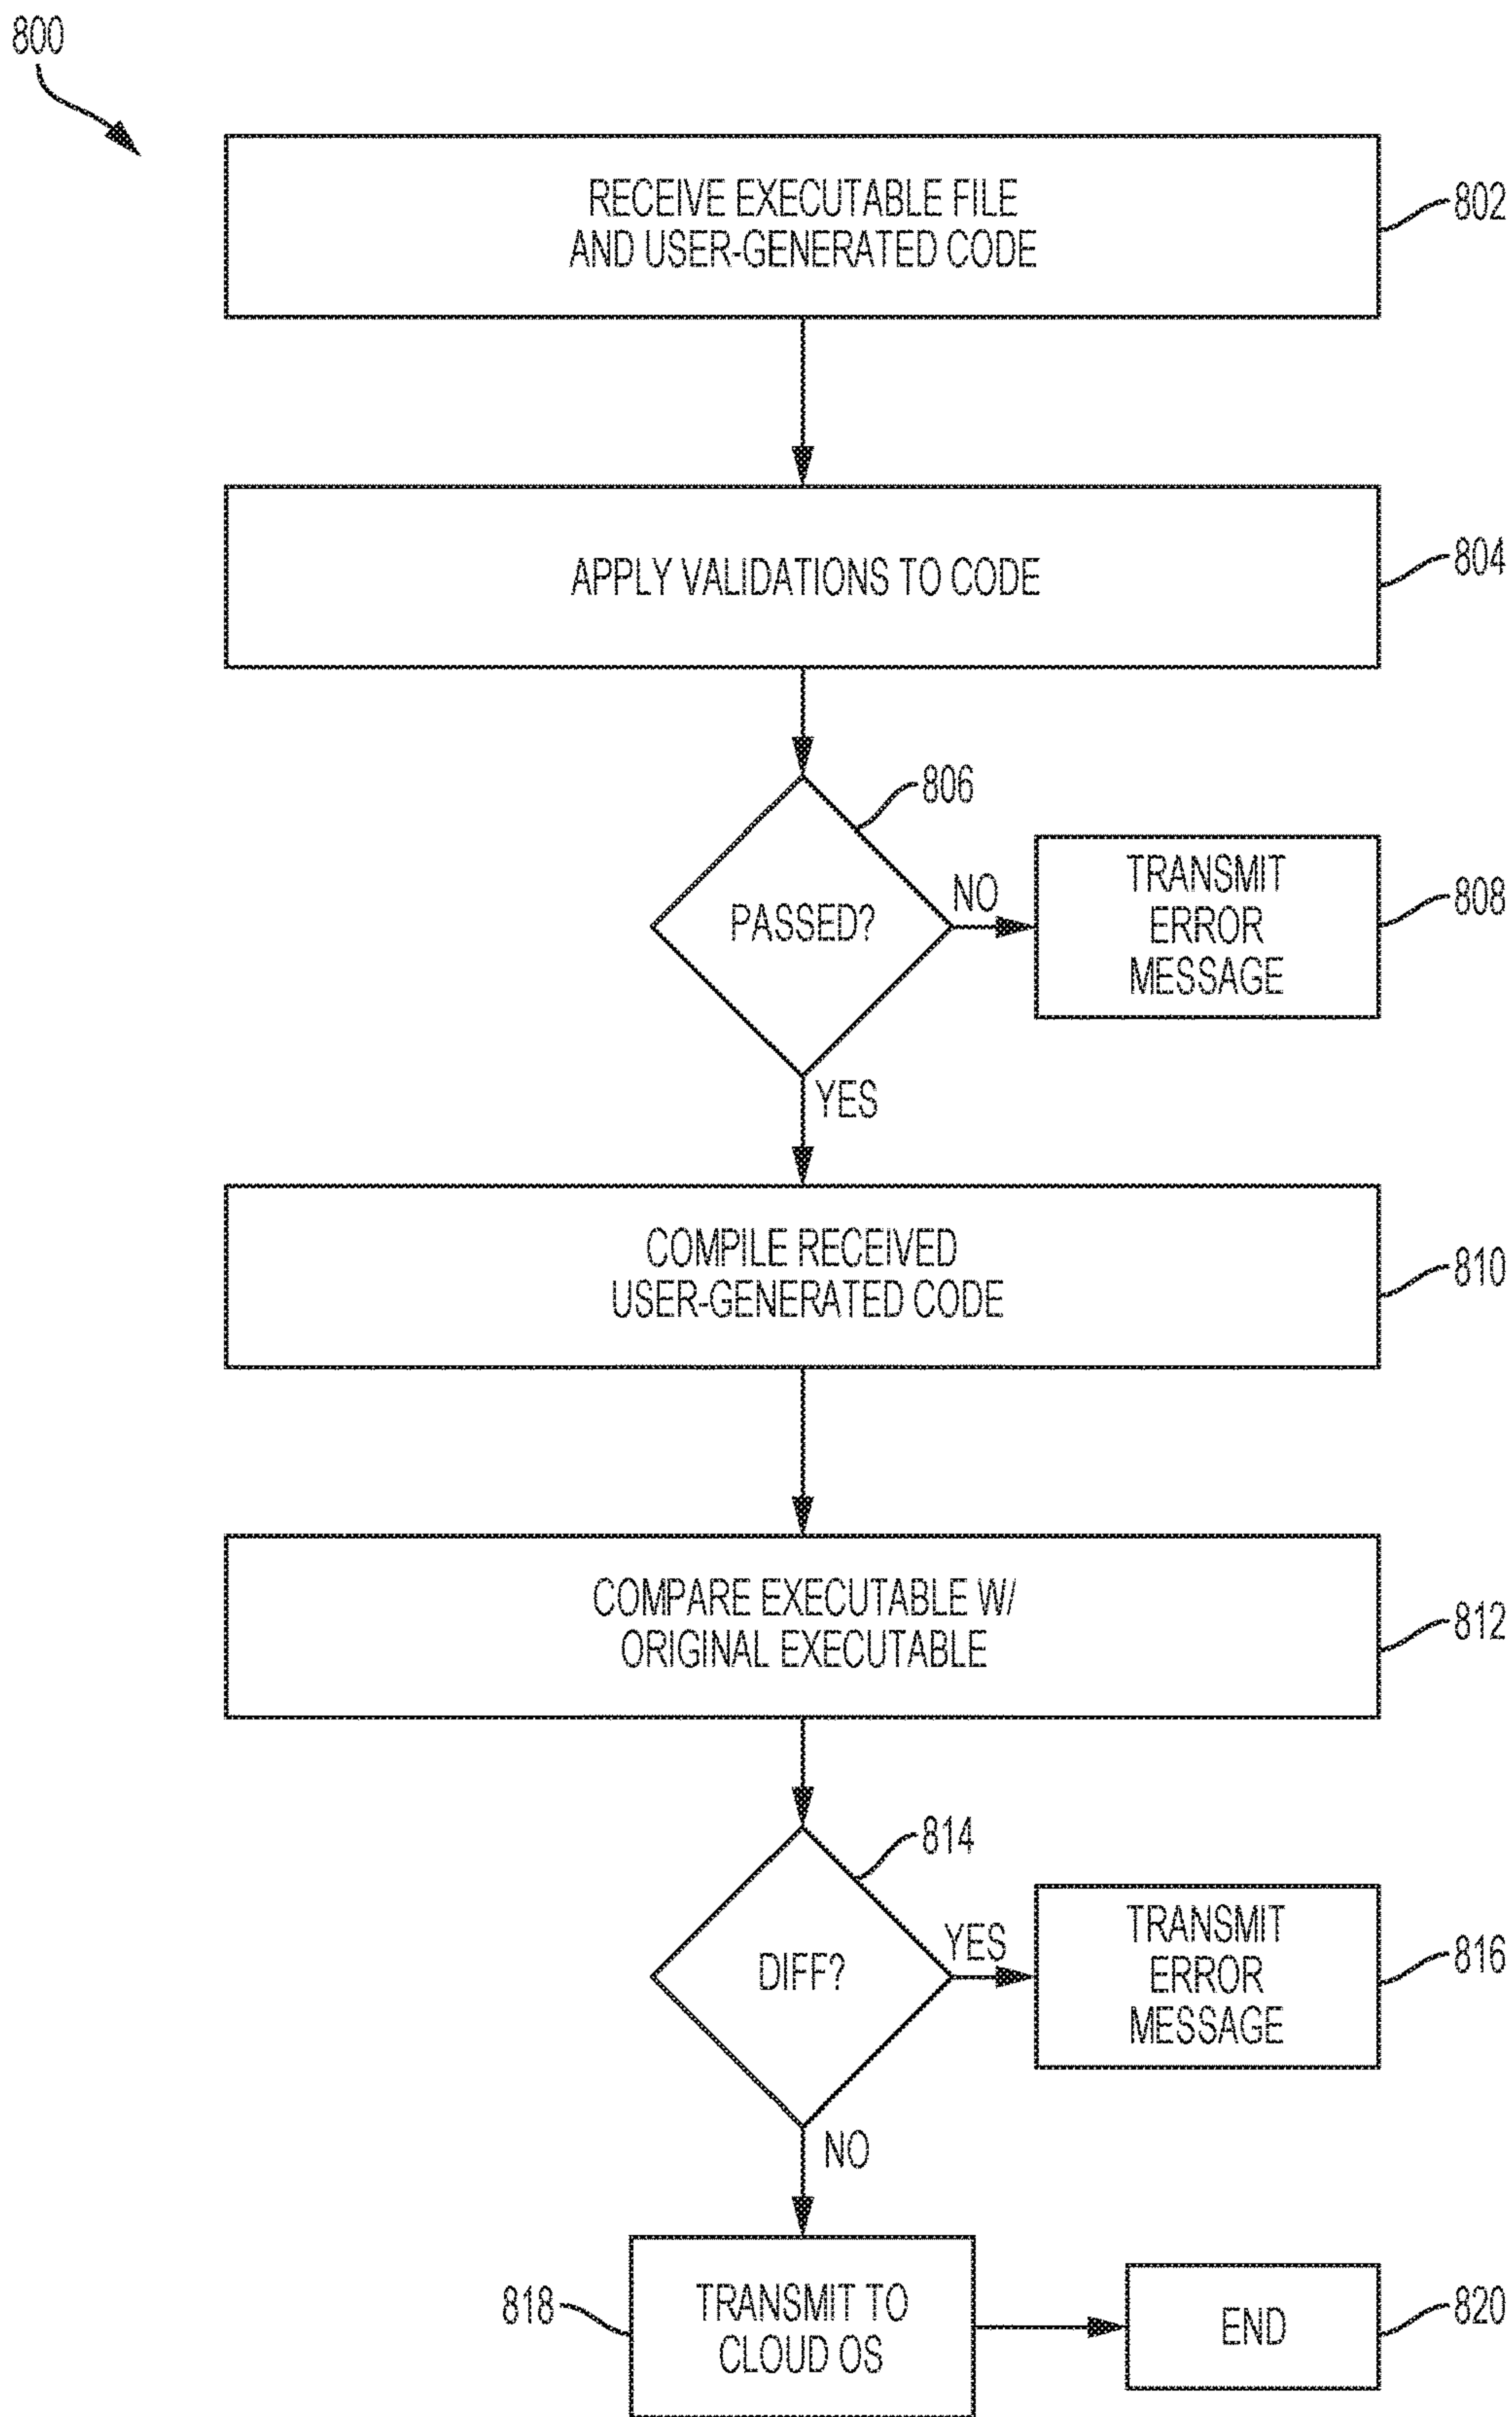 800
RECEIVE EXECUTABLE FILE
AND USER-GENERATED CODE
802
APPLY VALIDATIONS TO CODE
804
806
PASSED?
NO
TRANSMIT
ERROR
MESSAGE
808
YES
COMPILE RECEIVED
USER-GENERATED CODE
810
COMPARE EXECUTABLE W/
ORIGINAL EXECUTABLE
812
814
DIFF?
YES
TRANSMIT
ERROR
MESSAGE
816
NO
818
TRANSMIT TO
CLOUD OS
END
820